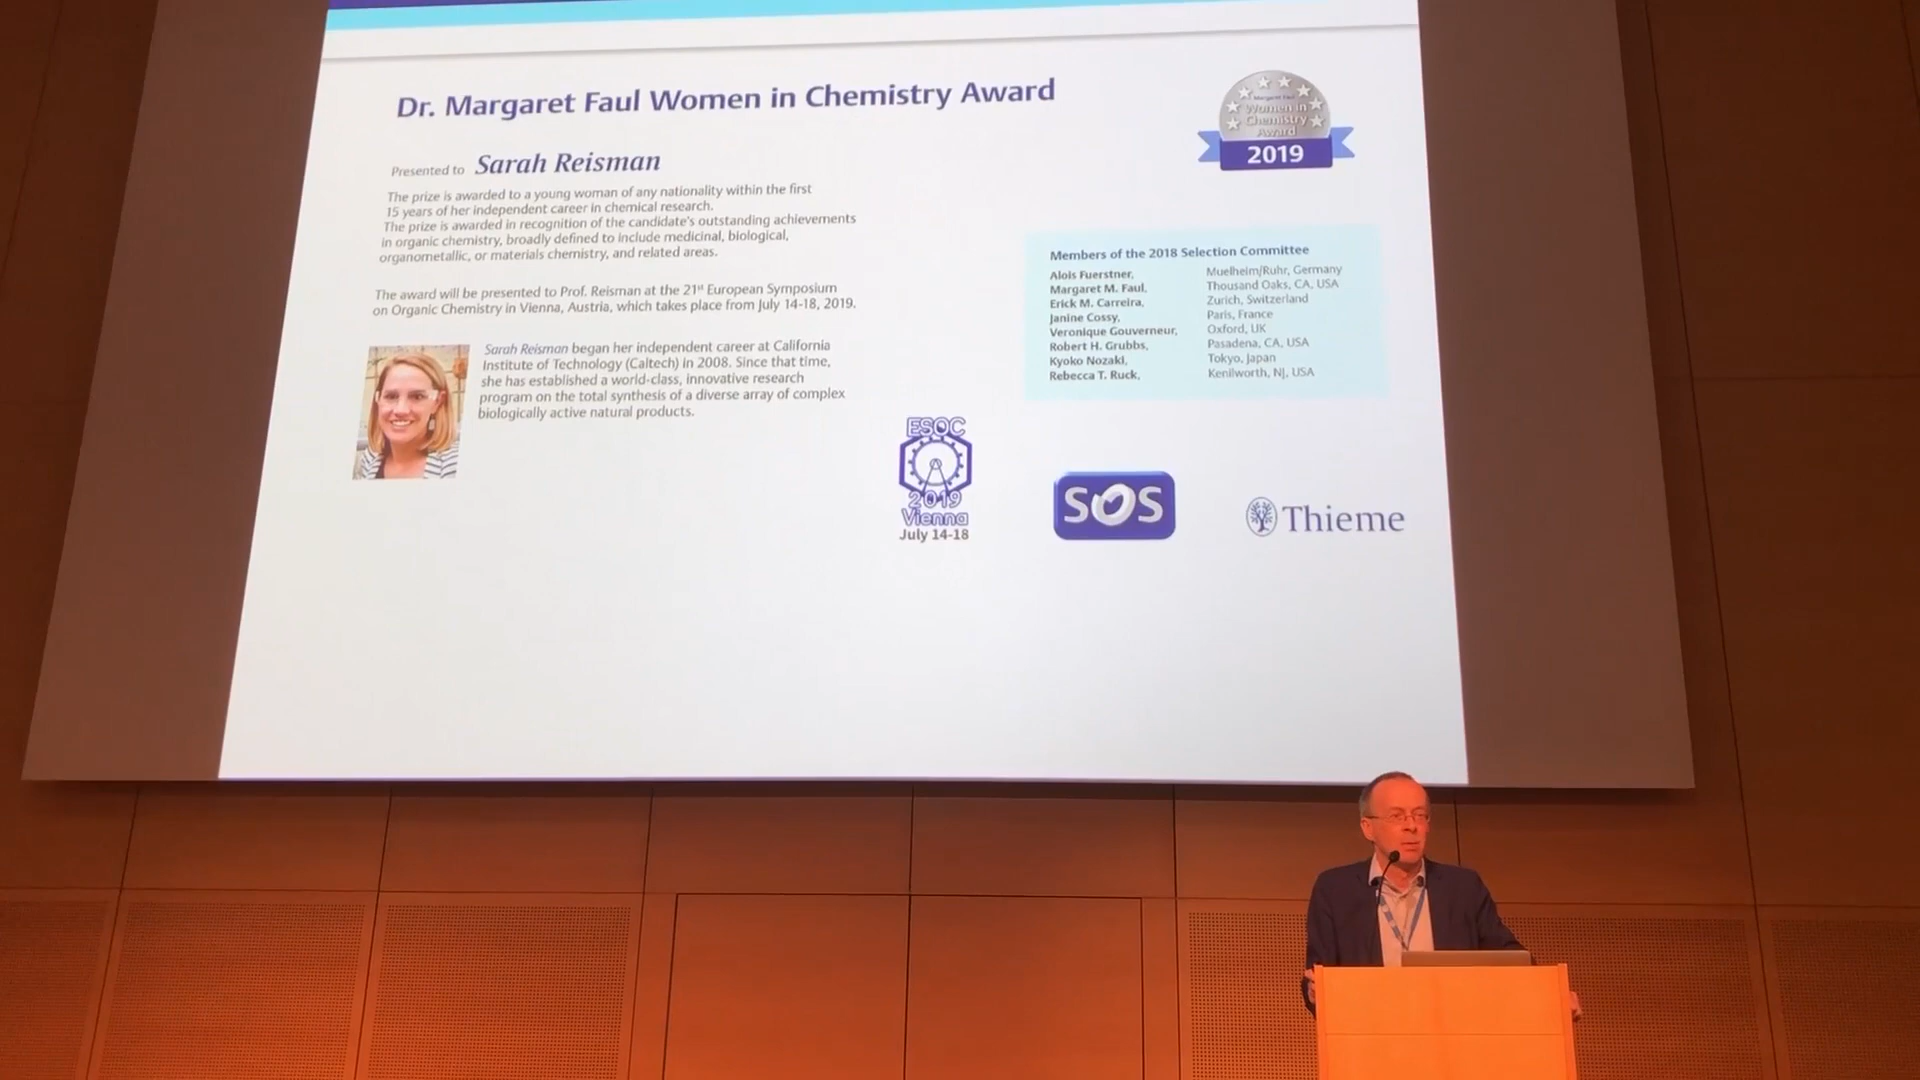 Dr. Margaret Faul Women in Chemistry Award
Presented to Sarah Reisman
The prize is awarded to a young woman of any nationality within the first
15 years of her independent career in chemical research.
The prize is awarded in recognition of the candidate's outstanding achievements
in organic chemistry, broadly defined to include medicinal, biological,
organometallic, or materials chemistry, and related areas.
The award will be presented to Prof. Reisman at the 21st European Symposium
on Organic Chemistry in Vienna, Austria, which takes place from July 14-18, 2019.
Sarah Reisman began her independent career at California
Institute of Technology (Caltech) in 2008. Since that time,
she has established a world-class, innovative research
program on the total synthesis of a diverse array of complex
biologically active natural products.
Margaret Faul
Women in
Chemistry
Award
2019
Members of the 2018 Selection Committee
Alois Fuerstner, Muelheim/Ruhr, Germany
Margaret M. Faul, Thousand Oaks, CA, USA
Erick M. Carreira, Zurich, Switzerland
Janine Cossy, Paris, France
Veronique Gouverneur, Oxford, UK
Robert H. Grubbs, Pasadena, CA, USA
Kyoko Nozaki, Tokyo, Japan
Rebecca T. Ruck, Kenilworth, NJ, USA
ESOC
2019
Vienna
July 14-18
SOS
Thieme